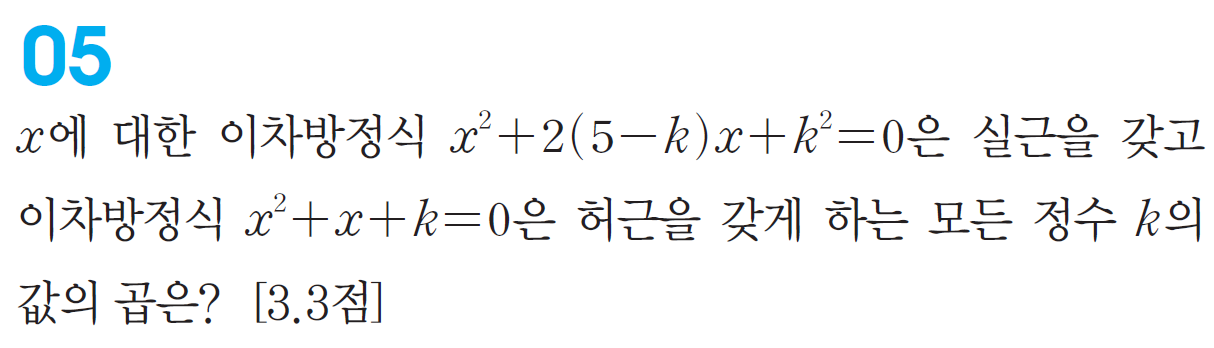 05
x에 대한 이차방정식 x²+2(5-k)x+k²=0은 실근을 갖고
이차방정식 x²+x+k=0은 허근을 갖게 하는 모든 정수 k의
값의 곱은? [3.3점]